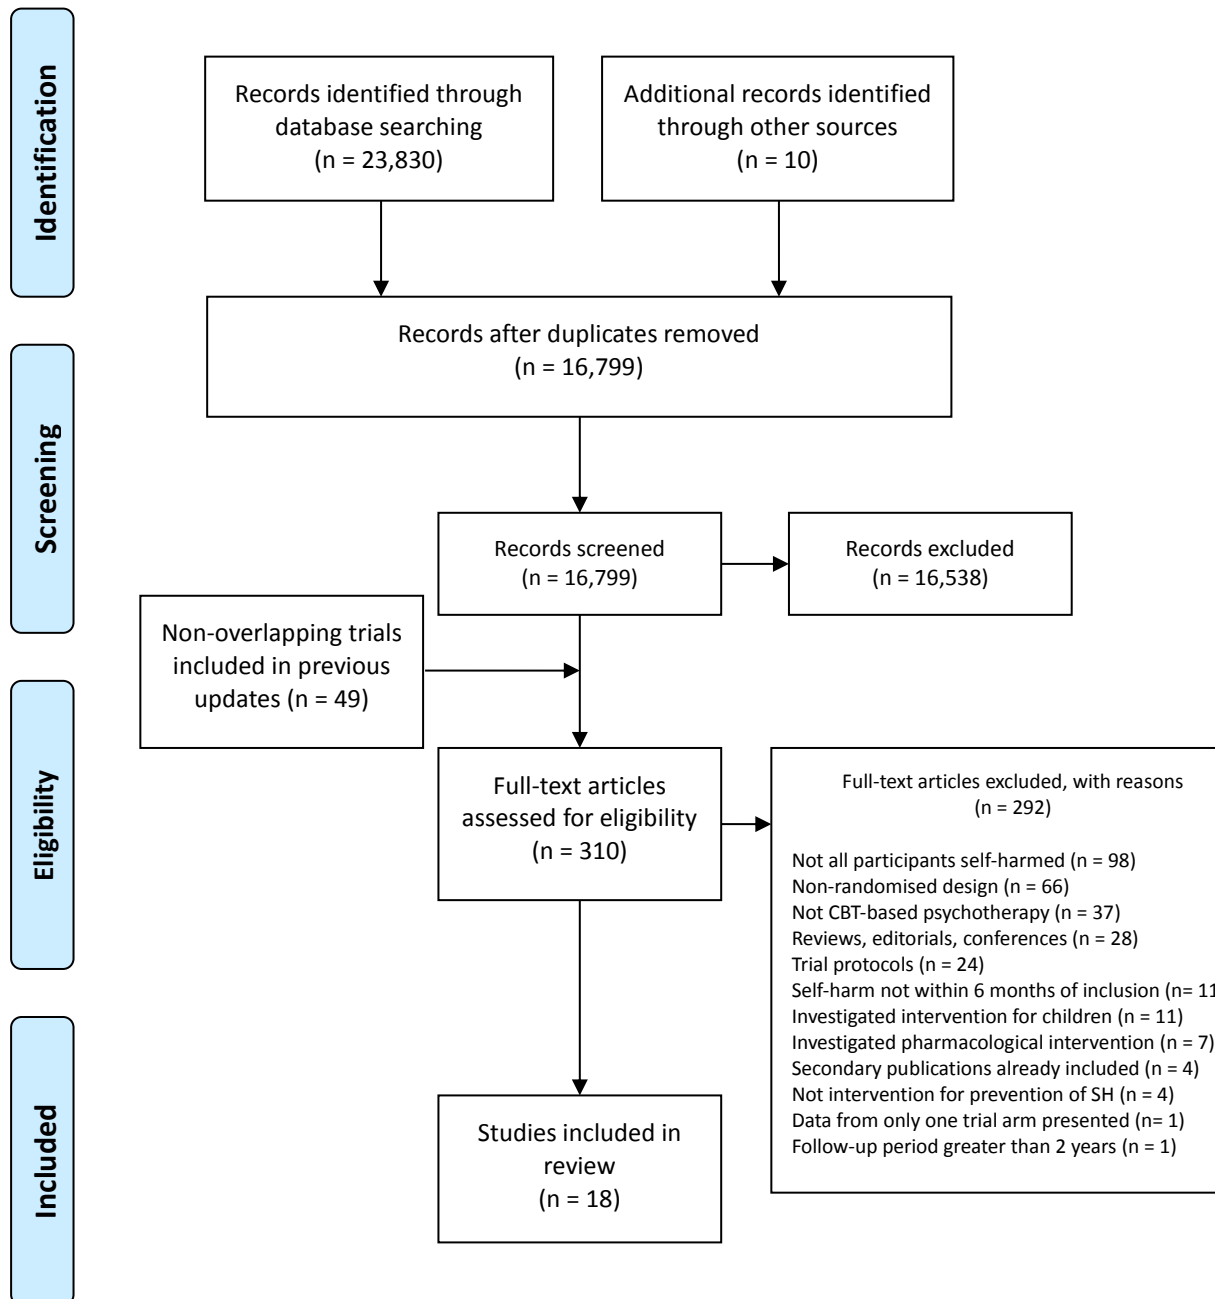 Identification
Records identified through
database searching
(n = 23,830)
Additional records identified
through other sources
(n = 10)
Records after duplicates removed
(n = 16,799)
Screening
Records screened
(n = 16,799)
Records excluded
(n = 16,538)
Non-overlapping trials
included in previous
updates (n = 49)
Eligibility
Full-text articles
assessed for eligibility
(n = 310)
Full-text articles excluded, with reasons
(n = 292)
Not all participants self-harmed (n = 98)
Non-randomised design (n = 66)
Not CBT-based psychotherapy (n = 37)
Reviews, editorials, conferences (n = 28)
Trial protocols (n = 24)
Self-harm not within 6 months of inclusion (n= 11
Investigated intervention for children (n = 11)
Investigated pharmacological intervention (n = 7)
Secondary publications already included (n = 4)
Not intervention for prevention of SH (n = 4)
Data from only one trial arm presented (n= 1)
Follow-up period greater than 2 years (n = 1)
Included
Studies included in
review
(n = 18)